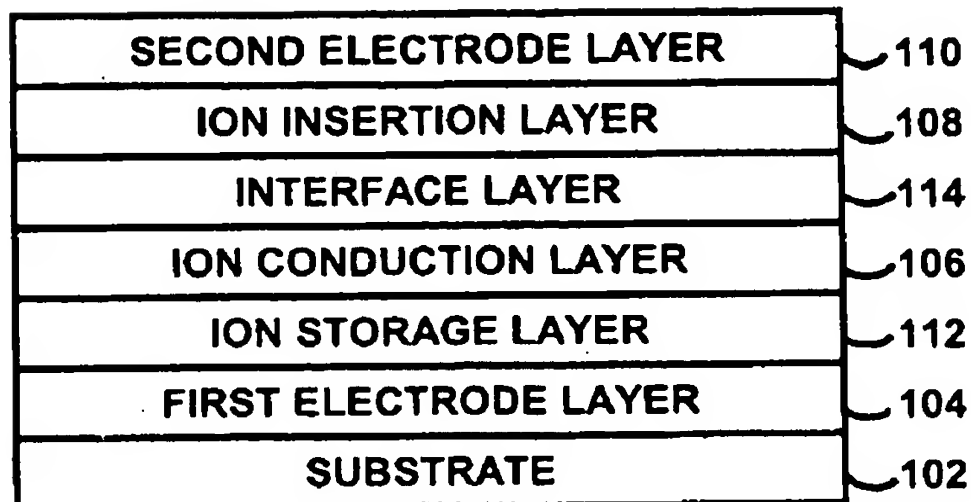 SECOND ELECTRODE LAYER 110
ION INSERTION LAYER 108
INTERFACE LAYER 114
ION CONDUCTION LAYER 106
ION STORAGE LAYER 112
FIRST ELECTRODE LAYER 104
SUBSTRATE 102